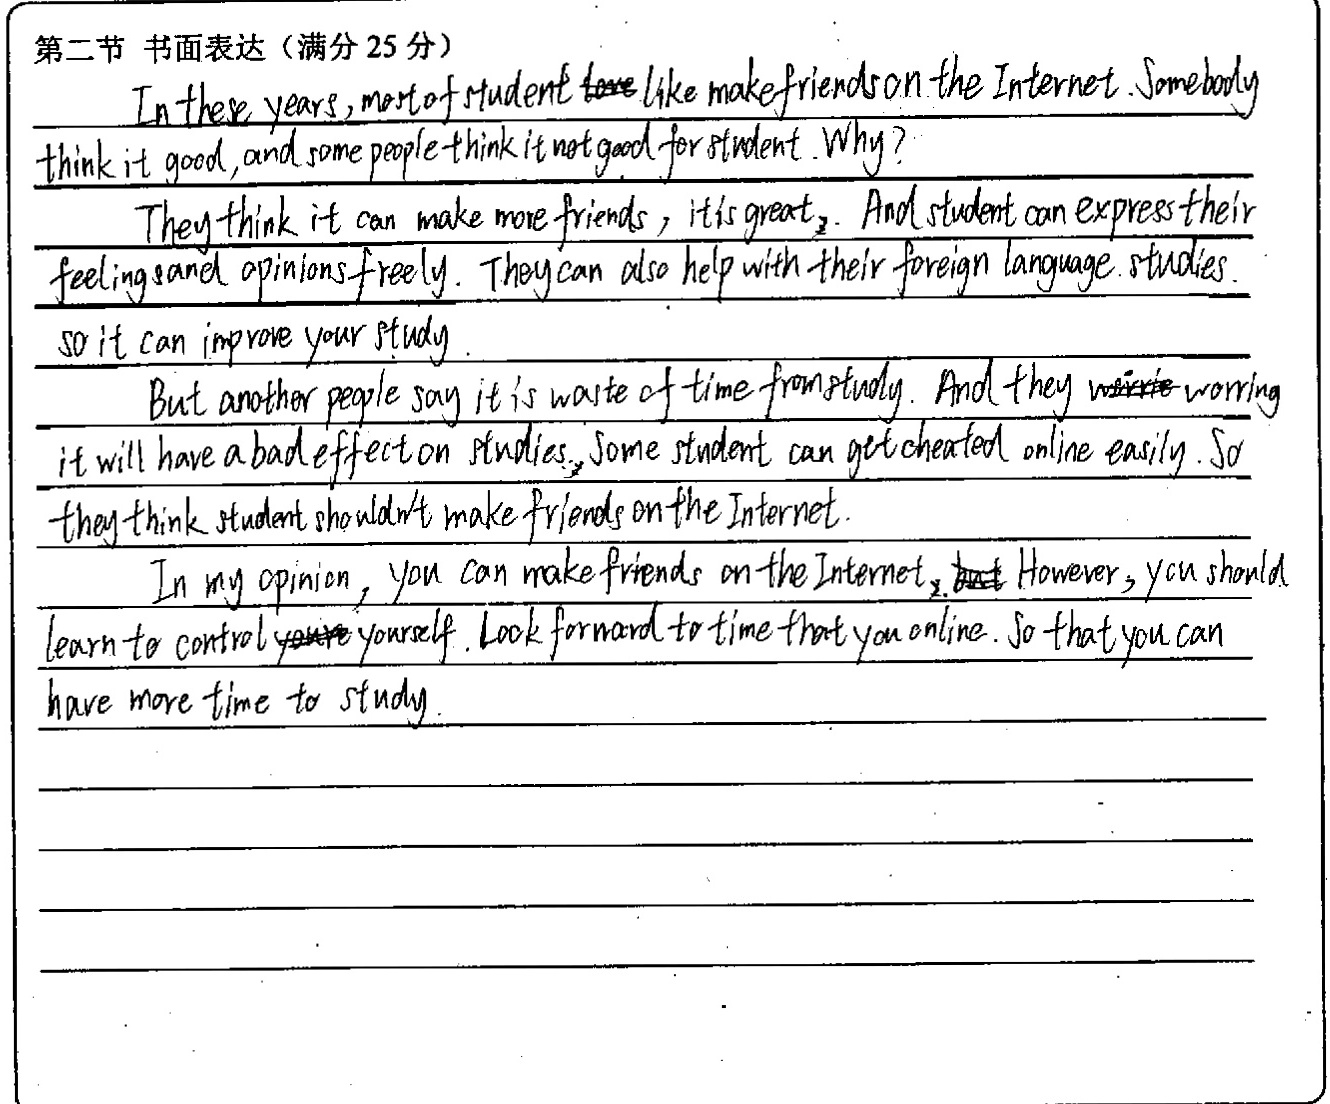 第二节 书面表达（满分 25 分）
In these years, most of student love like make friends on the Internet. Somebody
think it good, and some people think it not good for student. Why?
They think it can make more friends, it is great. And student can express their
feelings and opinions freely. They can also help with their foreign language studies.
so it can improve your study.
But another people say it is waste of time from study. And they worrie worring
it will have a bad effect on studies. Some student can get cheated online easily. So
they think student shouldn't make friends on the Internet.
In my opinion, you can make friends on the Internet. but However, you should
learn to control youre yourself. Look forward to time that you online. So that you can
have more time to study.